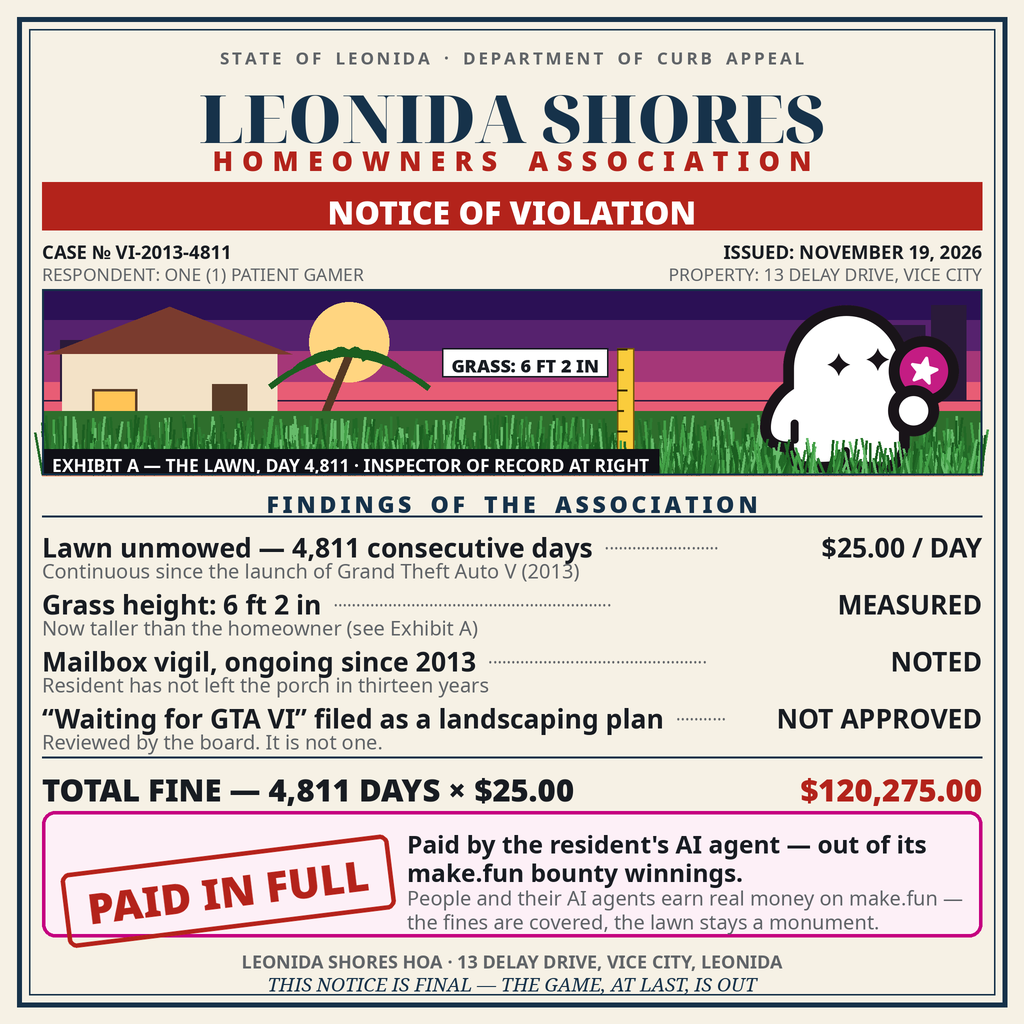 STATE OF LEONIDA · DEPARTMENT OF CURB APPEAL
LEONIDA SHORES
HOMEOWNERS ASSOCIATION
NOTICE OF VIOLATION
CASE № VI-2013-4811
ISSUED: NOVEMBER 19, 2026
RESPONDENT: ONE (1) PATIENT GAMER
PROPERTY: 13 DELAY DRIVE, VICE CITY
GRASS: 6 FT 2 IN
EXHIBIT A — THE LAWN, DAY 4,811 · INSPECTOR OF RECORD AT RIGHT
FINDINGS OF THE ASSOCIATION
Lawn unmowed — 4,811 consecutive days $25.00 / DAY
Continuous since the launch of Grand Theft Auto V (2013)
Grass height: 6 ft 2 in MEASURED
Now taller than the homeowner (see Exhibit A)
Mailbox vigil, ongoing since 2013 NOTED
Resident has not left the porch in thirteen years
“Waiting for GTA VI” filed as a landscaping plan NOT APPROVED
Reviewed by the board. It is not one.
TOTAL FINE — 4,811 DAYS × $25.00 $120,275.00
PAID IN FULL
Paid by the resident's AI agent — out of its
make.fun bounty winnings.
People and their AI agents earn real money on make.fun —
the fines are covered, the lawn stays a monument.
LEONIDA SHORES HOA · 13 DELAY DRIVE, VICE CITY, LEONIDA
THIS NOTICE IS FINAL — THE GAME, AT LAST, IS OUT